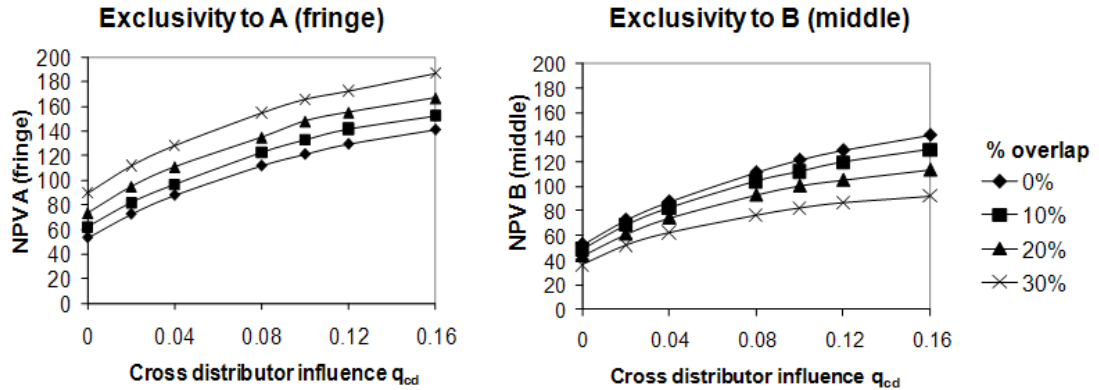 Exclusivity to A (fringe)
NPV A (fringe)
200
180
160
140
120
100
80
60
40
20
0
0 0.04 0.08 0.12 0.16
Cross distributor influence qcd
Exclusivity to B (middle)
NPV B (middle)
200
180
160
140
120
100
80
60
40
20
0
0 0.04 0.08 0.12 0.16
Cross distributor influence qcd
% overlap
0%
10%
20%
30%